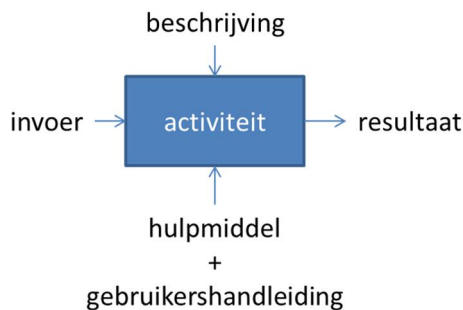 beschrijving
invoer
activiteit
resultaat
hulpmiddel
+
gebruikershandleiding